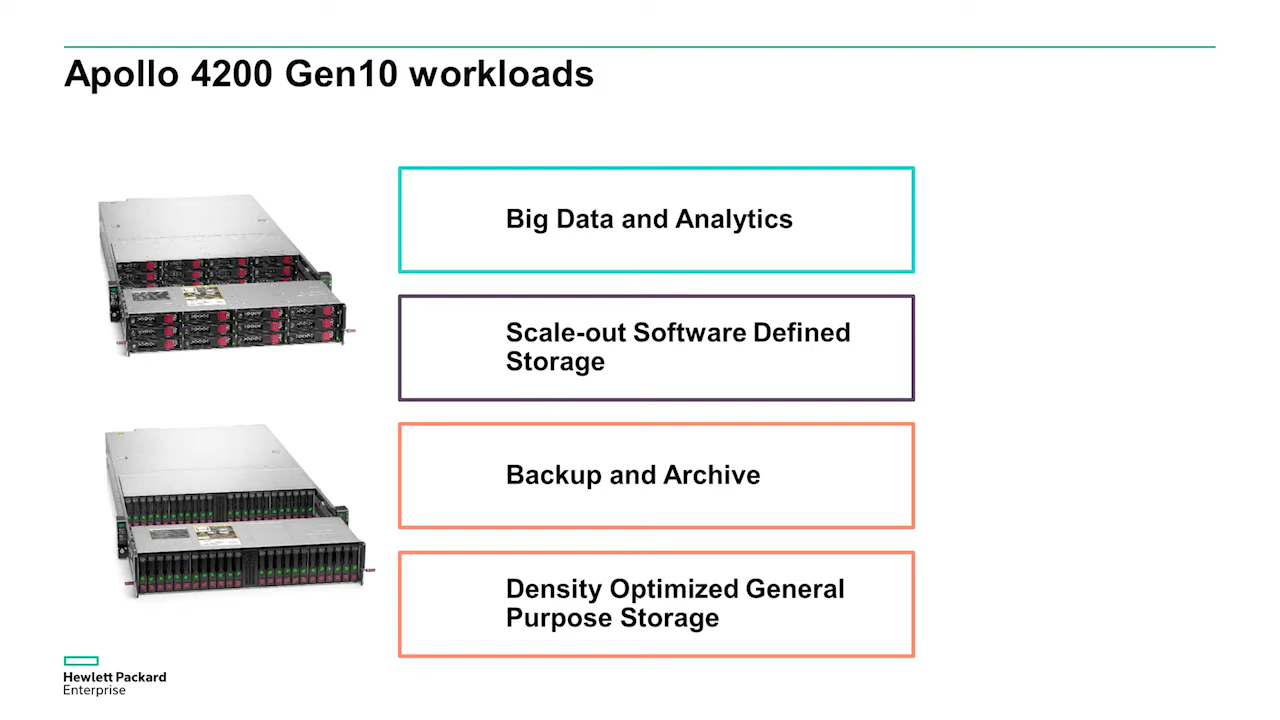 Apollo 4200 Gen10 workloads
Big Data and Analytics
Scale-out Software Defined
Storage
Backup and Archive
Density Optimized General
Purpose Storage
Hewlett Packard
Enterprise